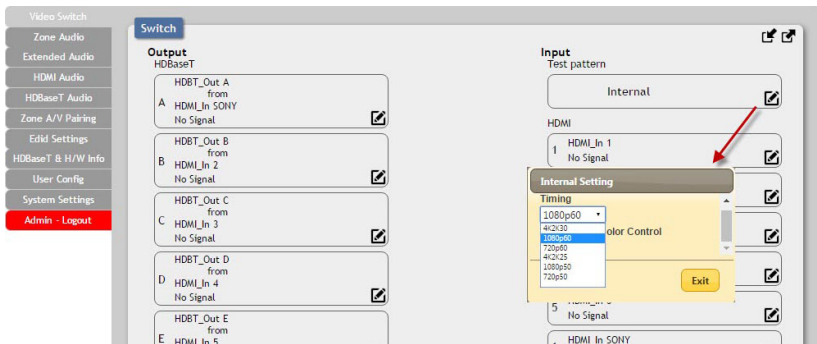 Video Switch
Zone Audio
Extended Audio
HDMI Audio
HDBaseT Audio
Zone A/V Pairing
Edid Settings
HDBaseT & H/W Info
User Config
System Settings
Admin - Logout
Switch
Output
HDBaseT
HDBT_Out A
from
A
HDMI_In SONY
No Signal
HDBT_Out B
from
B
HDMI_In 2
No Signal
HDBT_Out C
from
C
HDMI_In 3
No Signal
HDBT_Out D
from
D
HDMI_In 4
No Signal
HDBT_Out E
from
E
HDMI_In 5
Input
Test pattern
Internal
HDMI
1
HDMI_In 1
No Signal
Internal Setting
Timing
1080p60
4K2K30
1080p60
720p60
4K2K25
1080p50
720p50
olor Control
Exit
5
No Signal
HDMI_In SONY